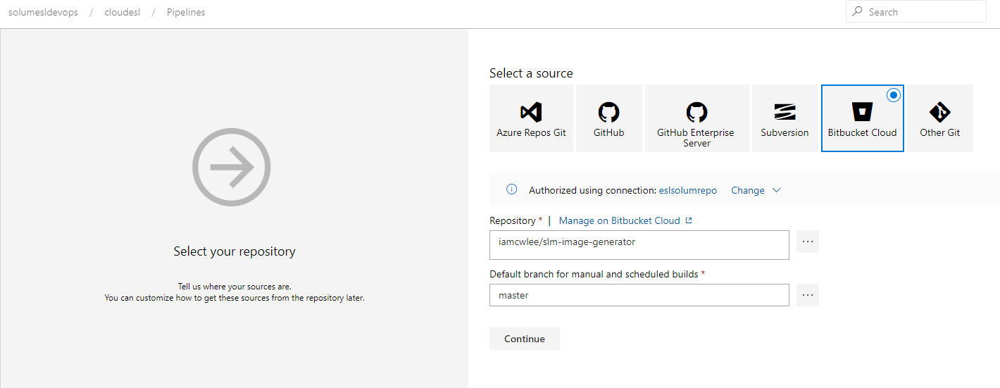 solumesldevops / cloudesl / Pipelines
Search
Select your repository
Tell us where your sources are.
You can customize how to get these sources from the repository later.
Select a source
Azure Repos Git
GitHub
GitHub Enterprise
Server
Subversion
Bitbucket Cloud
Other Git
Authorized using connection: eslsolumrepo Change
Repository * | Manage on Bitbucket Cloud
iamcwlee/slm-image-generator
...
Default branch for manual and scheduled builds *
master
...
Continue